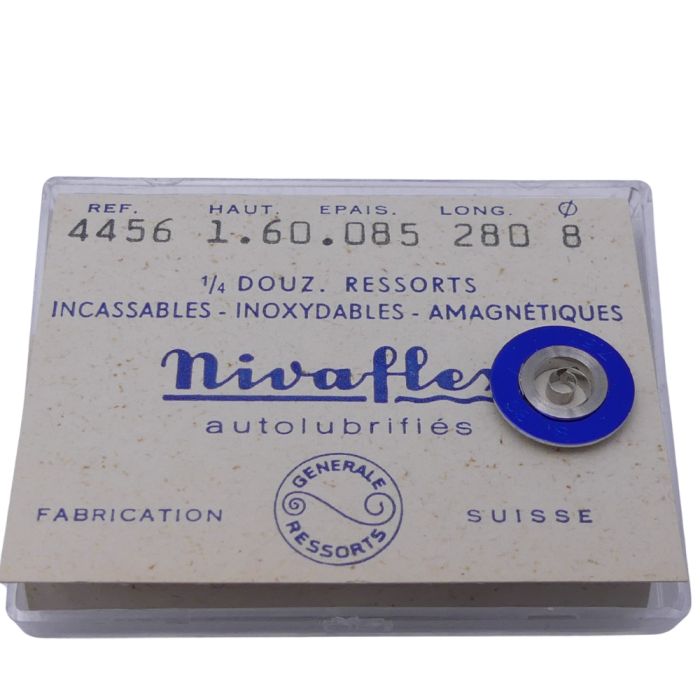 REF. HAUT. EPAIS. LONG. Ø
4456 1.60.085 280 8
1/4 DOUZ. RESSORTS
INCASSABLES - INOXYDABLES - AMAGNÉTIQUES
nivaflex
autolubrifiés
GENERALE
RESSORTS
FABRICATION SUISSE